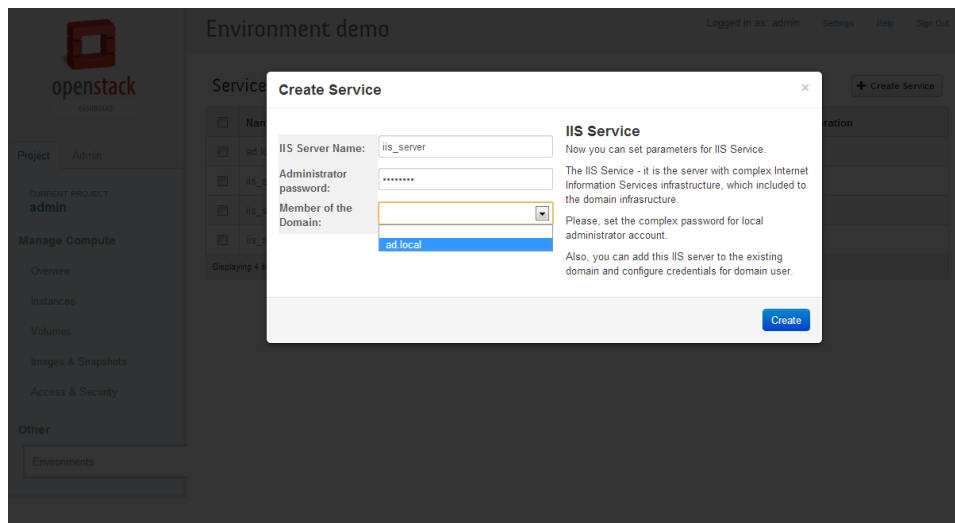 Environment demo
Logged in as: admin
Settings
Help
Sign Out
openstack
DASHBOARD
Service
+ Create Service
Project
Admin
CURRENT PROJECT
admin
Manage Compute
Overview
Instances
Volumes
Images & Snapshots
Access & Security
Other
Environments
Create Service
×
IIS Server Name:
iis_server
Administrator
password:
••••••••
Member of the
Domain:
ad.local
IIS Service
Now you can set parameters for IIS Service.
The IIS Service - it is the server with complex Internet
Information Services infrastructure, which included to
the domain infrasructure.
Please, set the complex password for local
administrator account.
Also, you can add this IIS server to the existing
domain and configure credentials for domain user.
Create